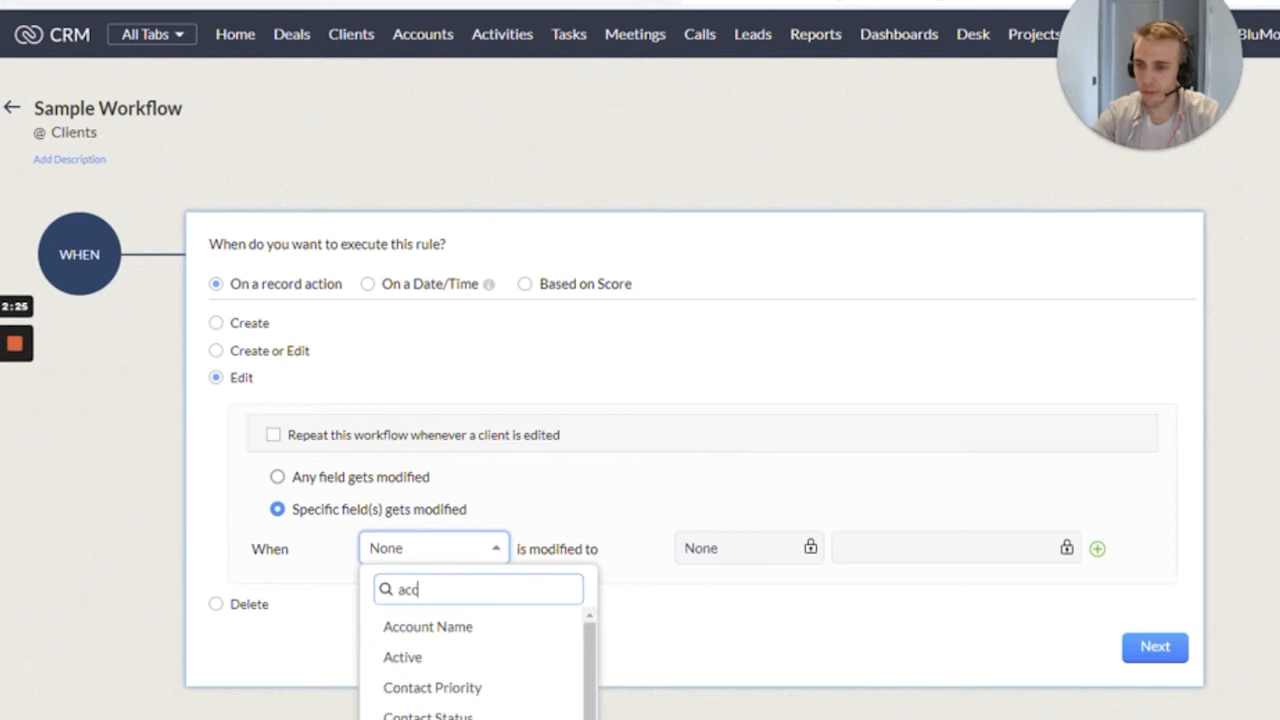 CRM All Tabs Home Deals Clients Accounts Activities Tasks Meetings Calls Leads Reports Dashboards Desk Projects BluMo
Sample Workflow
@ Clients
Add Description
WHEN
When do you want to execute this rule?
On a record action On a Date/Time Based on Score
2:25
Create
Create or Edit
Edit
Repeat this workflow whenever a client is edited
Any field gets modified
Specific field(s) gets modified
When None is modified to None
acc
Delete
Account Name
Next
Active
Contact Priority
Contact Status